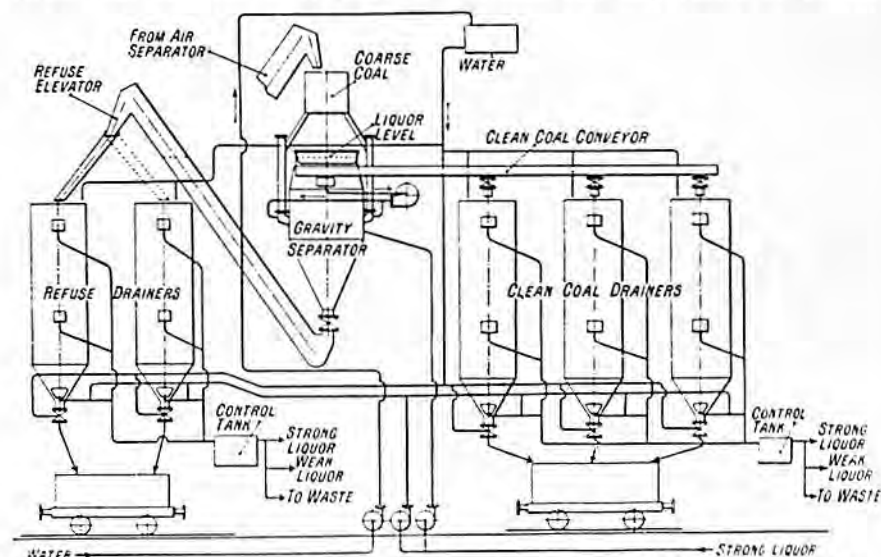 FROM AIR
SEPARATOR
COARSE
COAL
WATER
REFUSE
ELEVATOR
LIQUOR
LEVEL
CLEAN COAL CONVEYOR
GRAVITY
SEPARATOR
REFUSE DRAINERS
CLEAN COAL DRAINERS
CONTROL
TANK
STRONG
LIQUOR
WEAK
LIQUOR
TO WASTE
CONTROL
TANK
STRONG
LIQUOR
WEAK
LIQUOR
TO WASTE
WATER
STRONG LIQUOR